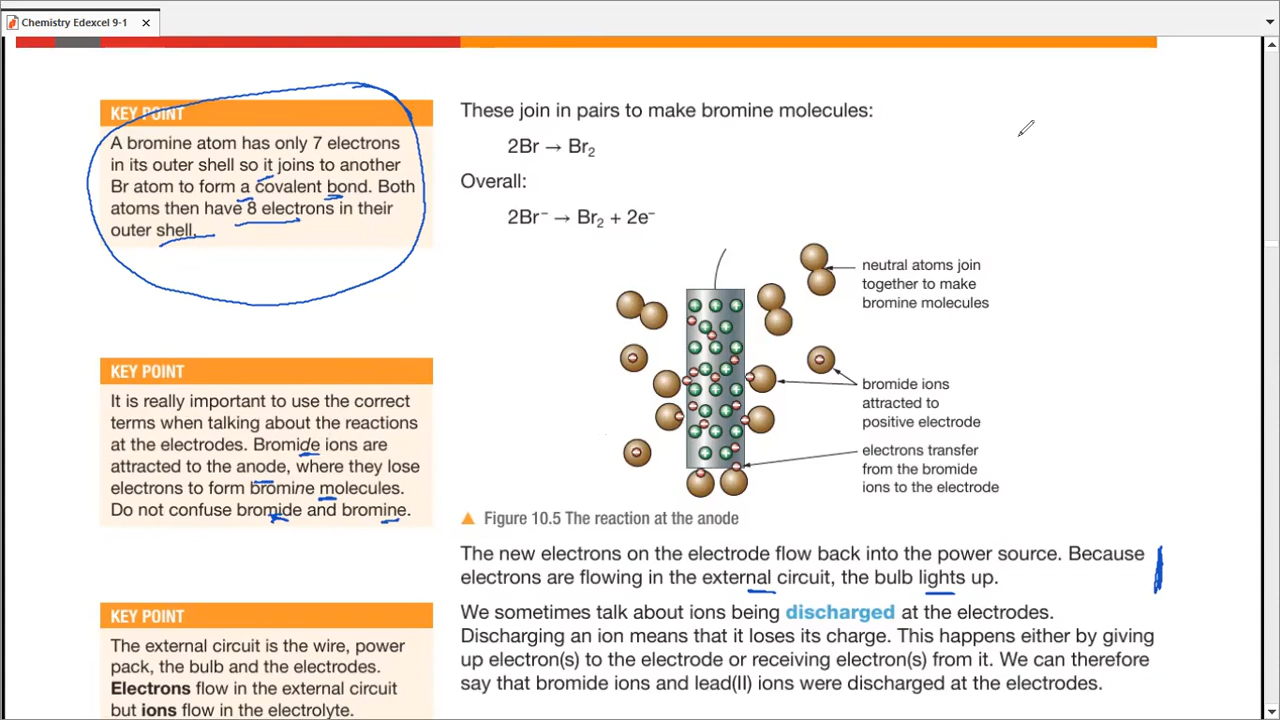 Chemistry Edexcel 9-1
KEY POINT
A bromine atom has only 7 electrons
in its outer shell so it joins to another
Br atom to form a covalent bond. Both
atoms then have 8 electrons in their
outer shell.
KEY POINT
It is really important to use the correct
terms when talking about the reactions
at the electrodes. Bromide ions are
attracted to the anode, where they lose
electrons to form bromine molecules.
Do not confuse bromide and bromine.
KEY POINT
The external circuit is the wire, power
pack, the bulb and the electrodes.
Electrons flow in the external circuit
but ions flow in the electrolyte.
These join in pairs to make bromine molecules:
2Br → Br₂
Overall:
2Br⁻ → Br₂ + 2e⁻
neutral atoms join
together to make
bromine molecules
bromide ions
attracted to
positive electrode
electrons transfer
from the bromide
ions to the electrode
Figure 10.5 The reaction at the anode
The new electrons on the electrode flow back into the power source. Because
electrons are flowing in the external circuit, the bulb lights up.
We sometimes talk about ions being discharged at the electrodes.
Discharging an ion means that it loses its charge. This happens either by giving
up electron(s) to the electrode or receiving electron(s) from it. We can therefore
say that bromide ions and lead(II) ions were discharged at the electrodes.